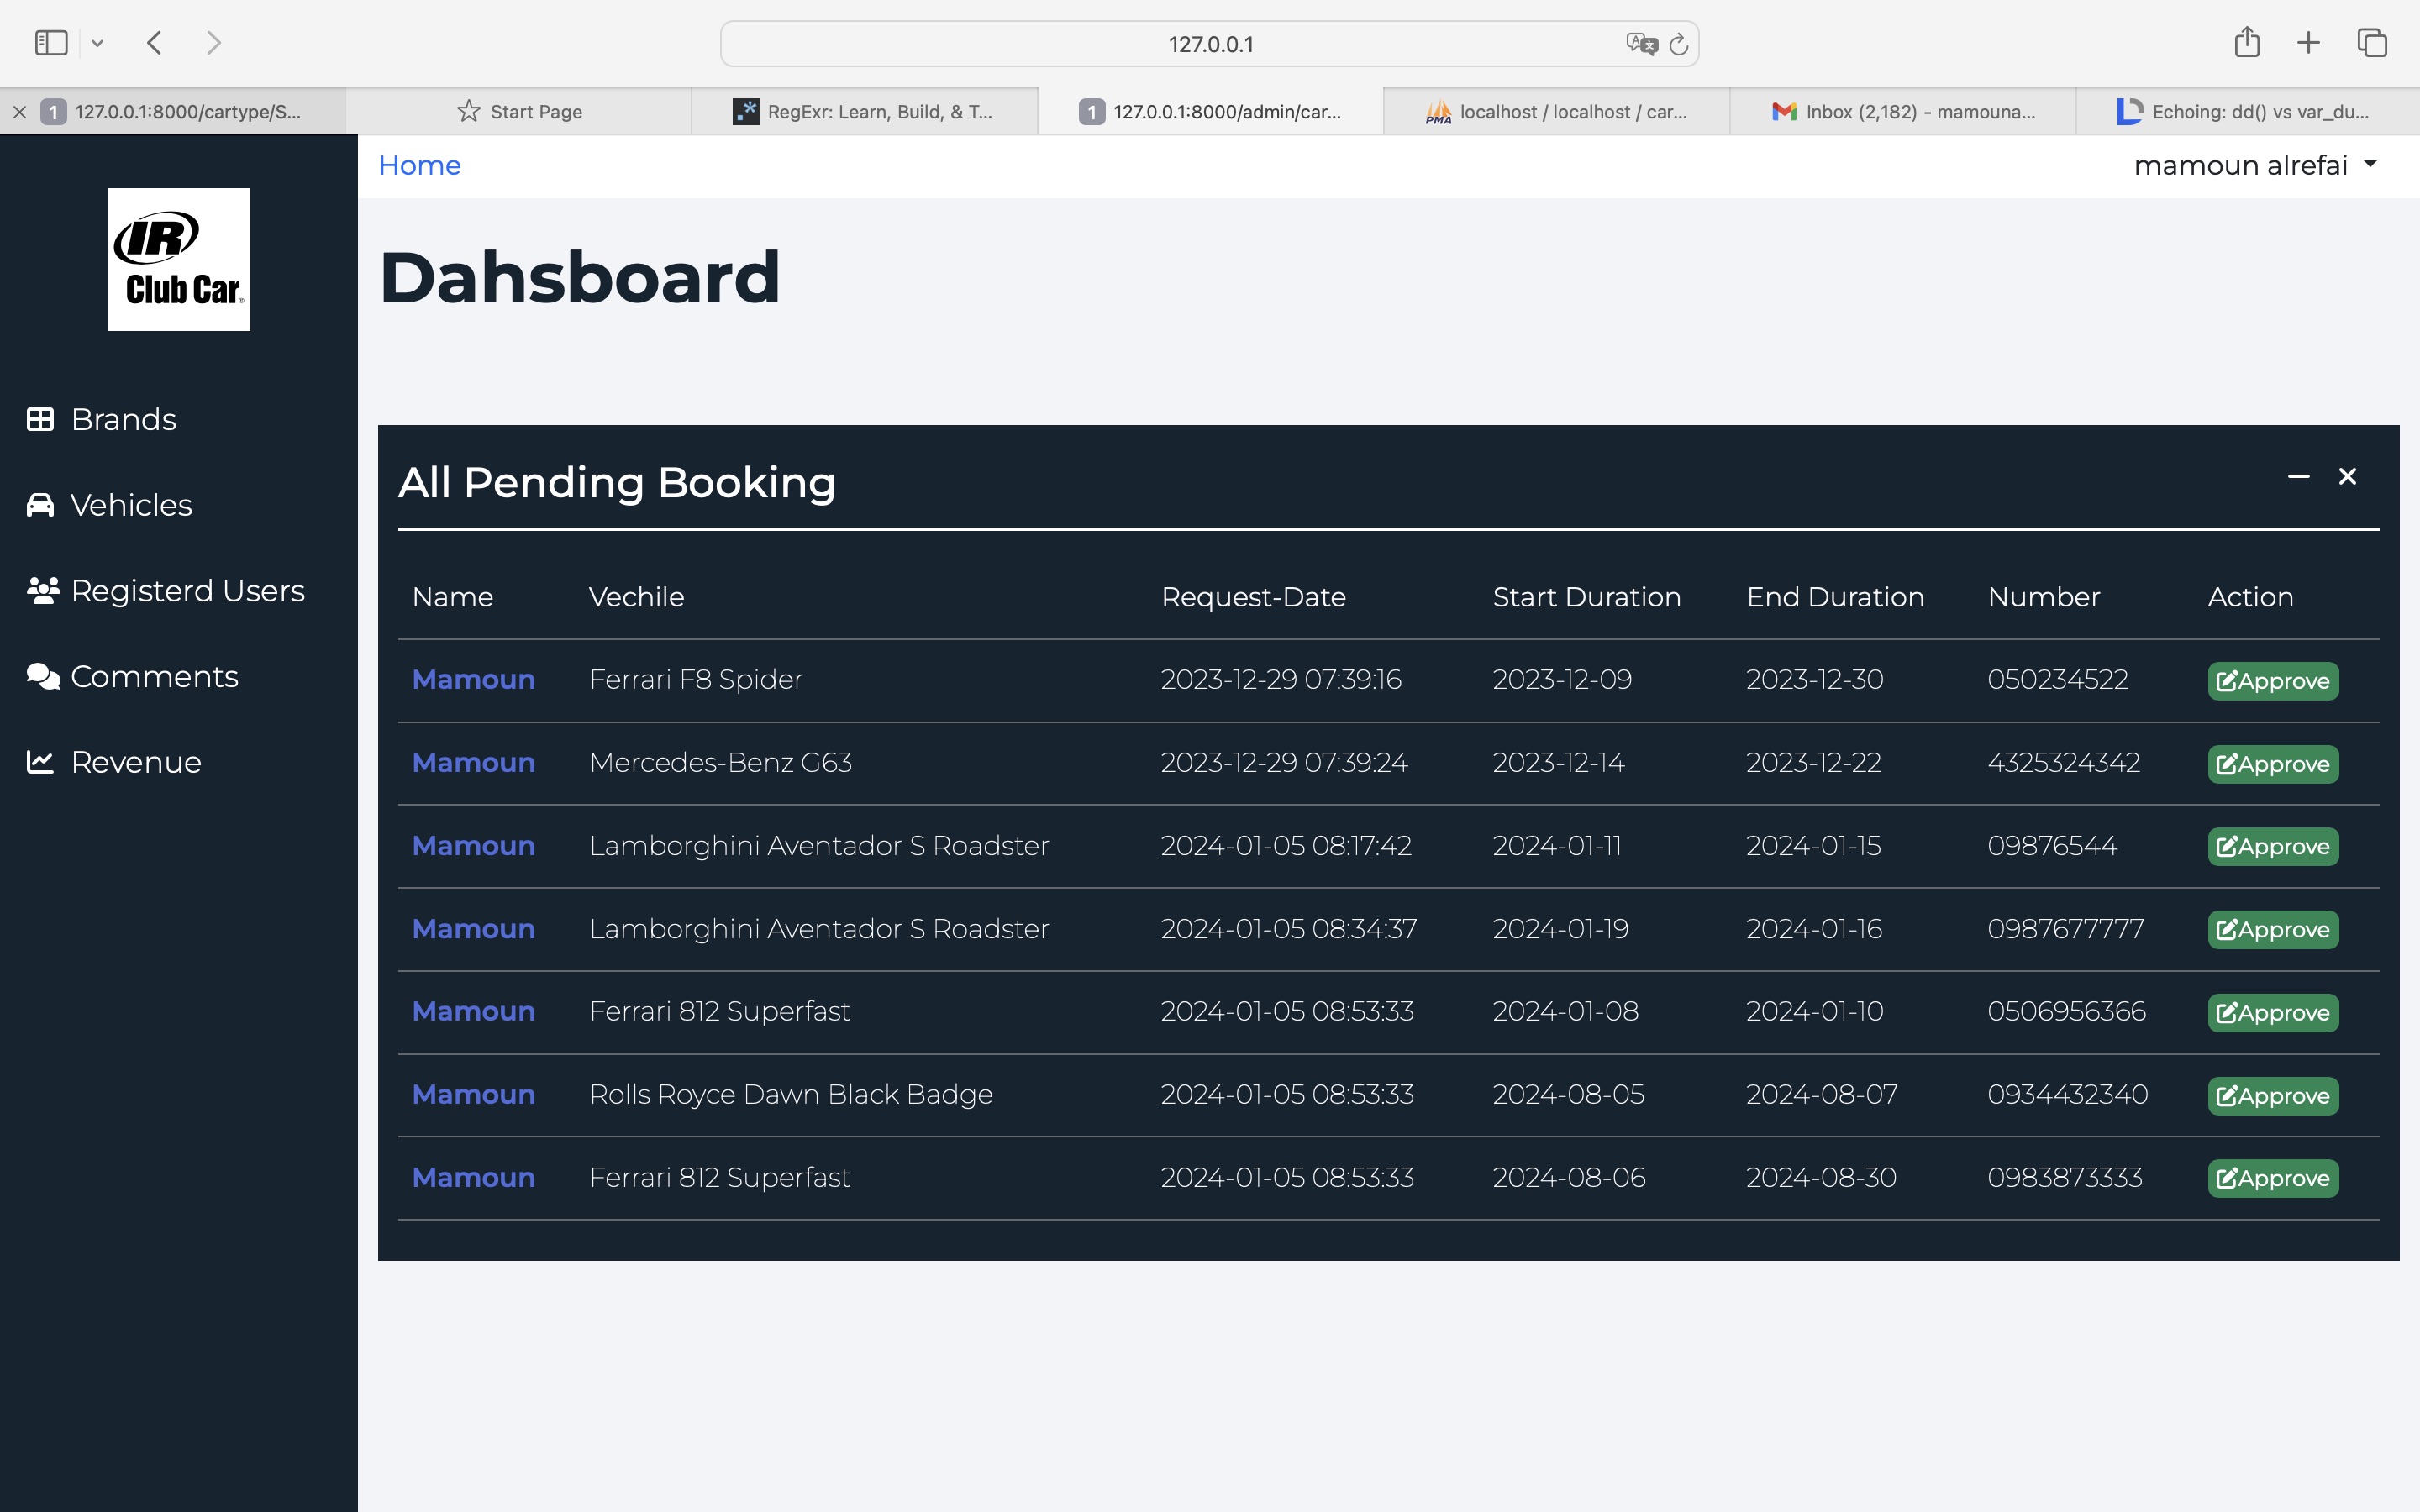 127.0.0.1
1 127.0.0.1:8000/cartype/S...
Start Page
RegExr: Learn, Build, & T...
1 127.0.0.1:8000/admin/car...
PMA localhost / localhost / car...
Inbox (2,182) - mamouna...
Echoing: dd() vs var_du...
Home
mamoun alrefai
IR
Club Car®
Dahsboard
Brands
Vehicles
Registerd Users
Comments
Revenue
All Pending Booking
Name Vechile Request-Date Start Duration End Duration Number Action
Mamoun Ferrari F8 Spider 2023-12-29 07:39:16 2023-12-09 2023-12-30 050234522 Approve
Mamoun Mercedes-Benz G63 2023-12-29 07:39:24 2023-12-14 2023-12-22 4325324342 Approve
Mamoun Lamborghini Aventador S Roadster 2024-01-05 08:17:42 2024-01-11 2024-01-15 09876544 Approve
Mamoun Lamborghini Aventador S Roadster 2024-01-05 08:34:37 2024-01-19 2024-01-16 0987677777 Approve
Mamoun Ferrari 812 Superfast 2024-01-05 08:53:33 2024-01-08 2024-01-10 0506956366 Approve
Mamoun Rolls Royce Dawn Black Badge 2024-01-05 08:53:33 2024-08-05 2024-08-07 0934432340 Approve
Mamoun Ferrari 812 Superfast 2024-01-05 08:53:33 2024-08-06 2024-08-30 0983873333 Approve